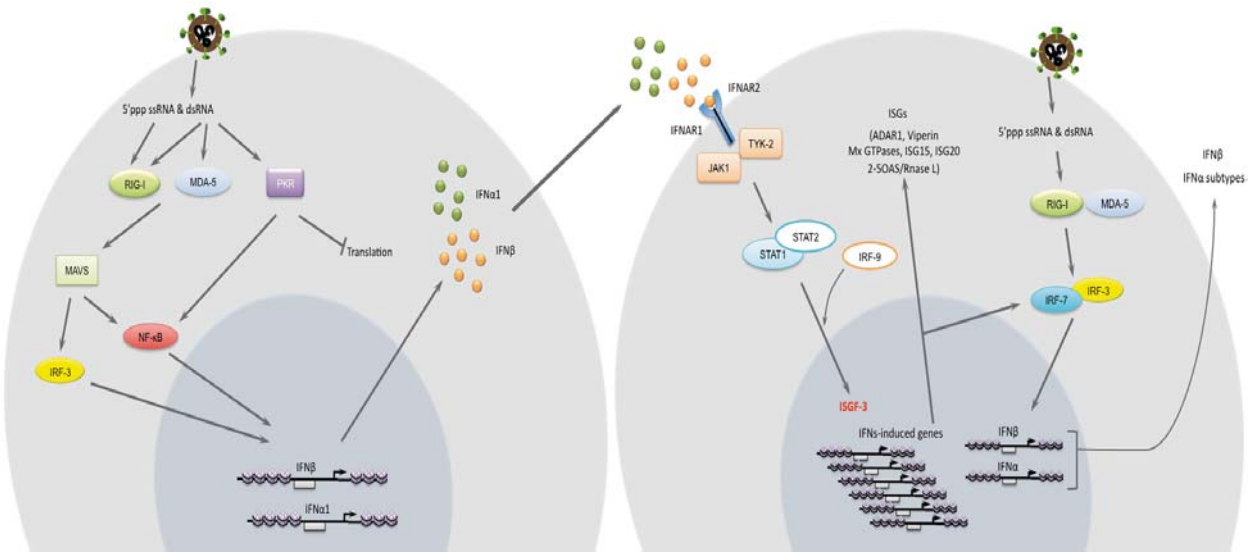 5'ppp ssRNA & dsRNA
RIG-I
MDA-5
PKR
Translation
MAVS
NF-κB
IRF-3
IFNβ
IFNα1
IFNα1
IFNβ
IFNAR2
IFNAR1
TYK-2
JAK1
STAT2
STAT1
IRF-9
ISGF-3
IFNs-induced genes
ISGs
(ADAR1, Viperin
Mx GTPases, ISG15, ISG20
2-5OAS/Rnase L)
5'ppp ssRNA & dsRNA
RIG-I
MDA-5
IRF-3
IRF-7
IFNβ
IFNα
IFNβ
IFNα subtypes